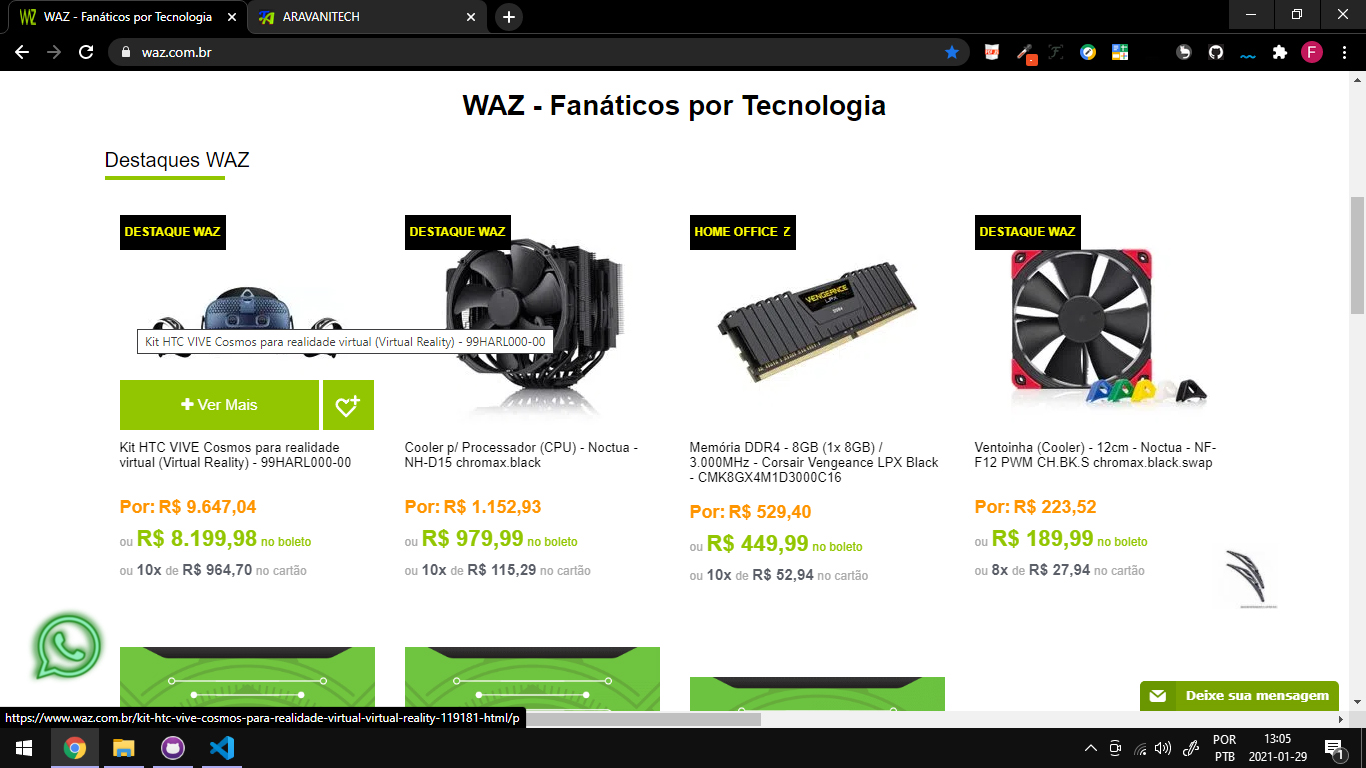 WAZ - Fanáticos por Tecnologia
ARAVANITECH
waz.com.br
F
WAZ - Fanáticos por Tecnologia
Destaques WAZ
DESTAQUE WAZ
DESTAQUE WAZ
HOME OFFICE Z
DESTAQUE WAZ
VENGEANCE
LPX
Kit HTC VIVE Cosmos para realidade virtual (Virtual Reality) - 99HARL000-00
Ver Mais
Kit HTC VIVE Cosmos para realidade
virtual (Virtual Reality) - 99HARL000-00
Por: R$ 9.647,04
ou R$ 8.199,98 no boleto
ou 10x de R$ 964,70 no cartão
Cooler p/ Processador (CPU) - Noctua -
NH-D15 chromax.black
Por: R$ 1.152,93
ou R$ 979,99 no boleto
ou 10x de R$ 115,29 no cartão
Memória DDR4 - 8GB (1x 8GB) /
3.000MHz - Corsair Vengeance LPX Black
- CMK8GX4M1D3000C16
Por: R$ 529,40
ou R$ 449,99 no boleto
ou 10x de R$ 52,94 no cartão
Ventoinha (Cooler) - 12cm - Noctua - NF-
F12 PWM CH.BK.S chromax.black.swap
Por: R$ 223,52
ou R$ 189,99 no boleto
ou 8x de R$ 27,94 no cartão
Deixe sua mensagem
https://www.waz.com.br/kit-htc-vive-cosmos-para-realidade-virtual-virtual-reality-119181-html/p
POR
PTB
13:05
2021-01-29
1